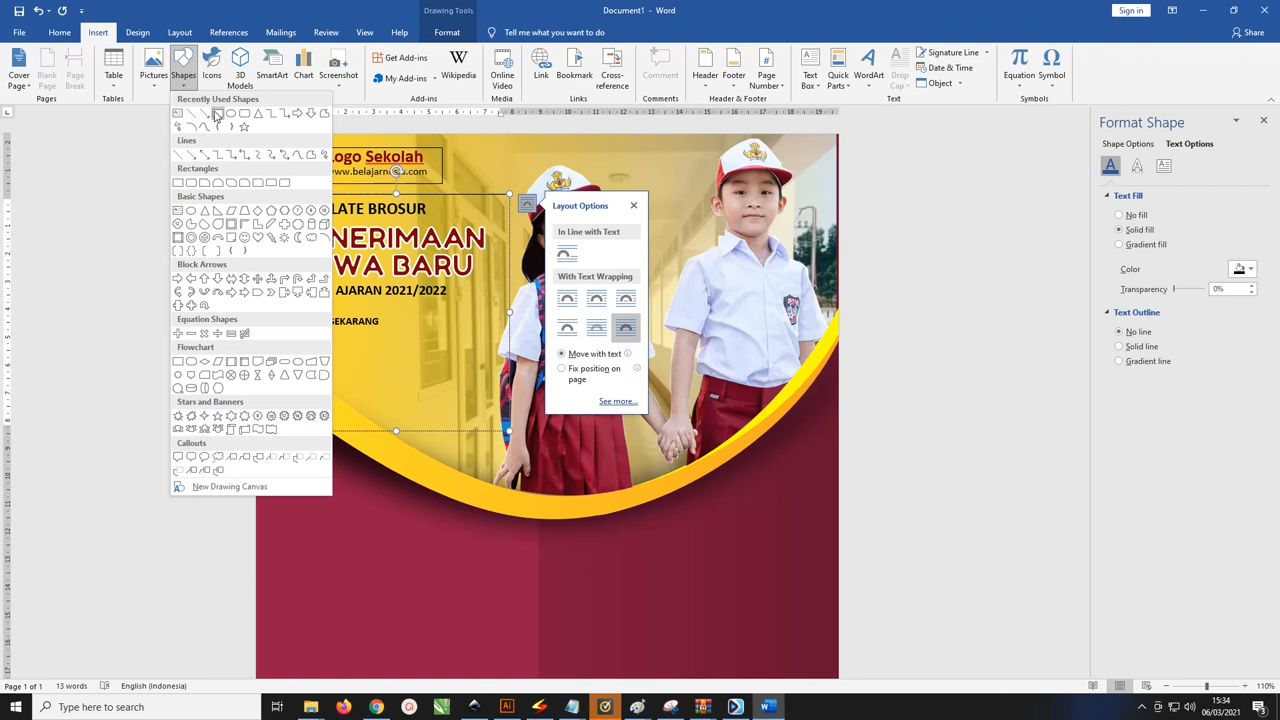 Drawing Tools
Document1 - Word
Sign in
File
Home
Insert
Design
Layout
References
Mailings
Review
View
Help
Format
Tell me what you want to do
Share
Cover Page
Blank Page
Page Break
Table
Pictures
Shapes
Icons
3D Models
SmartArt
Chart
Screenshot
Get Add-ins
My Add-ins
Wikipedia
Online Video
Link
Bookmark
Cross-reference
Comment
Header
Footer
Page Number
Text Box
Quick Parts
WordArt
Drop Cap
Signature Line
Date & Time
Object
Equation
Symbol
Pages
Tables
Add-ins
Media
Links
Comments
Header & Footer
Text
Symbols
Recently Used Shapes
Lines
Rectangles
Basic Shapes
Block Arrows
Equation Shapes
Flowchart
Stars and Banners
Callouts
New Drawing Canvas
ogo Sekolah
LATE BROSUR
NERIMAAN
WA BARU
AJARAN 2021/2022
SEKARANG
Layout Options
In Line with Text
With Text Wrapping
Move with text
Fix position on page
See more...
Format Shape
Shape Options
Text Options
Text Fill
No fill
Solid fill
Gradient fill
Color
Transparency
0%
Text Outline
No line
Solid line
Gradient line
Page 1 of 1
13 words
English (Indonesia)
110%
Type here to search
15:34
06/03/2021